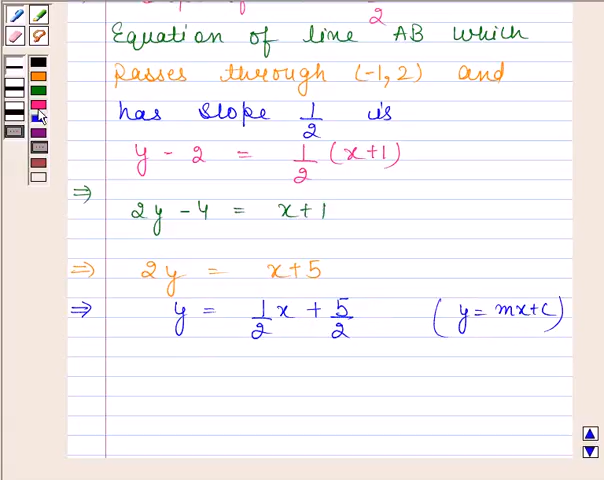 2
Equation of line AB which
passes through (-1, 2) and
has slope 1/2 is
y - 2 = 1/2 (x+1)
⇒ 2y - 4 = x+1
⇒ 2y = x+5
⇒ y = 1/2 x + 5/2 (y = mx+c)